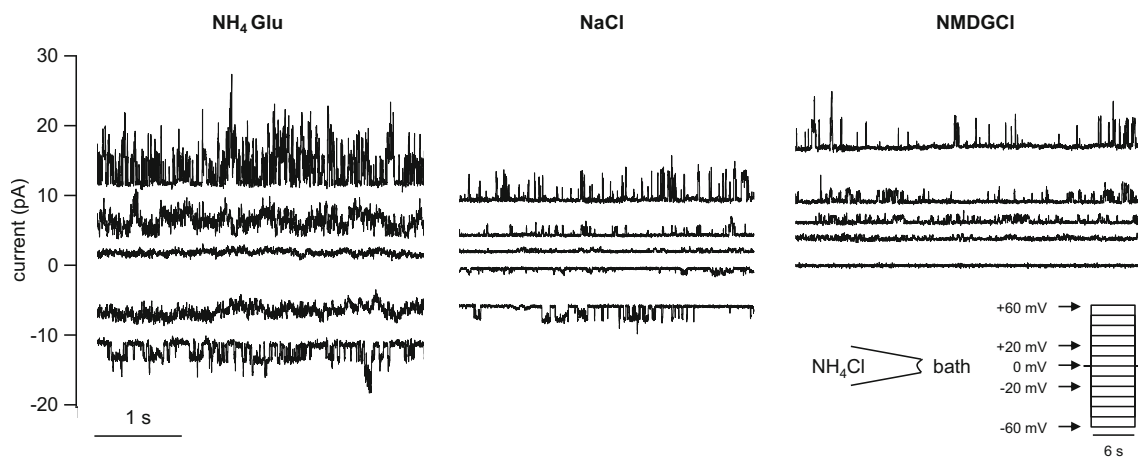 NH₄ Glu
NaCl
NMDGCl
current (pA)
30
20
10
0
-10
-20
1 s
NH₄Cl
bath
+60 mV
+20 mV
0 mV
-20 mV
-60 mV
6 s